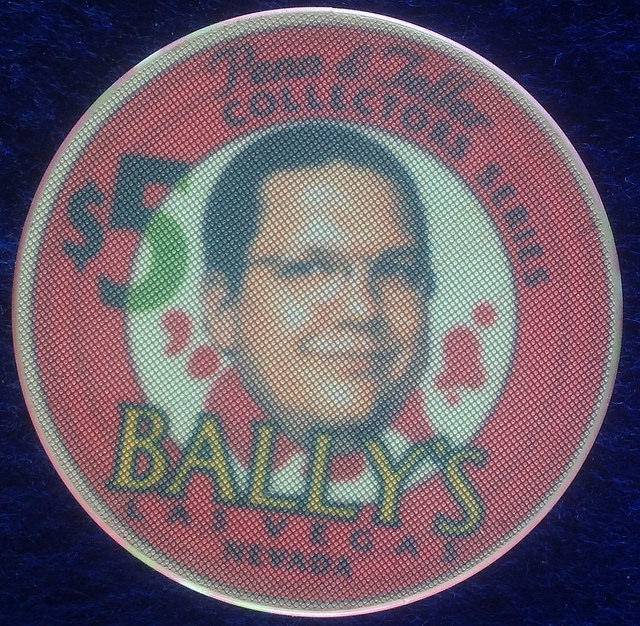 Penn & Teller
COLLECTORS SERIES
$5
BALLY'S
LAS VEGAS
NEVADA